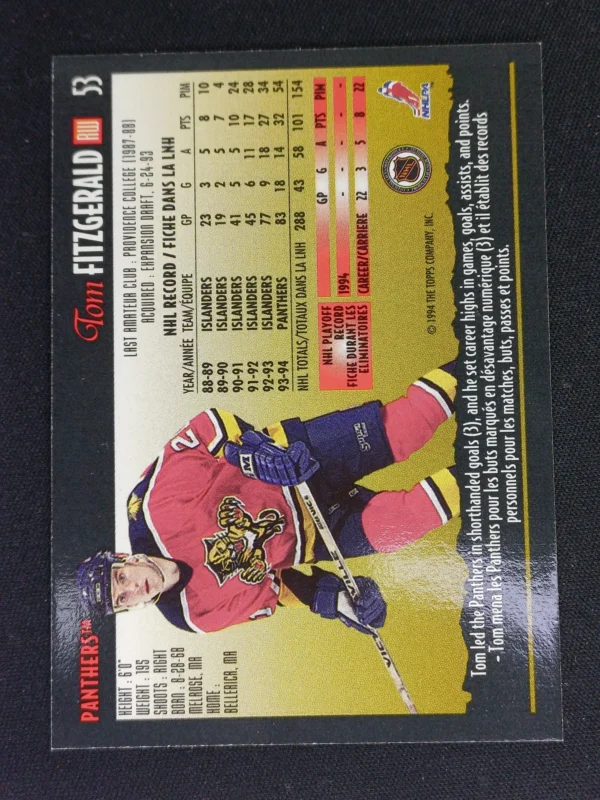 PANTHERS™
Tom FITZGERALD RW 53
HEIGHT : 6'0"
WEIGHT : 195
SHOOTS : RIGHT
BORN : 8-28-68
MELROSE, MA
HOME :
BELLERICA, MA
LAST AMATEUR CLUB : PROVIDENCE COLLEGE (1987-88)
ACQUIRED : EXPANSION DRAFT, 6-24-93
NHL RECORD / FICHE DANS LA LNH
YEAR/ANNÉE TEAM/ÉQUIPE GP G A PTS PIM
88-89 ISLANDERS 23 3 5 8 10
89-90 ISLANDERS 19 2 5 7 4
90-91 ISLANDERS 41 5 5 10 24
91-92 ISLANDERS 45 6 11 17 28
92-93 ISLANDERS 77 9 18 27 34
93-94 PANTHERS 83 18 14 32 54
NHL TOTALS/TOTAUX DANS LA LNH 288 43 58 101 154
NHL PLAYOFF RECORD
FICHE DURANT LES ÉLIMINATOIRES
GP G A PTS PIM
1994 - - - - -
CAREER/CARRIÈRE 22 3 5 8 22
NHLPA
© 1994 THE TOPPS COMPANY, INC.
Tom led the Panthers in shorthanded goals (3), and he set career highs in games, goals, assists, and points.
- Tom mena les Panthers pour les buts marqués en désavantage numérique (3) et il établit des records
personnels pour les matches, buts, passes et points.